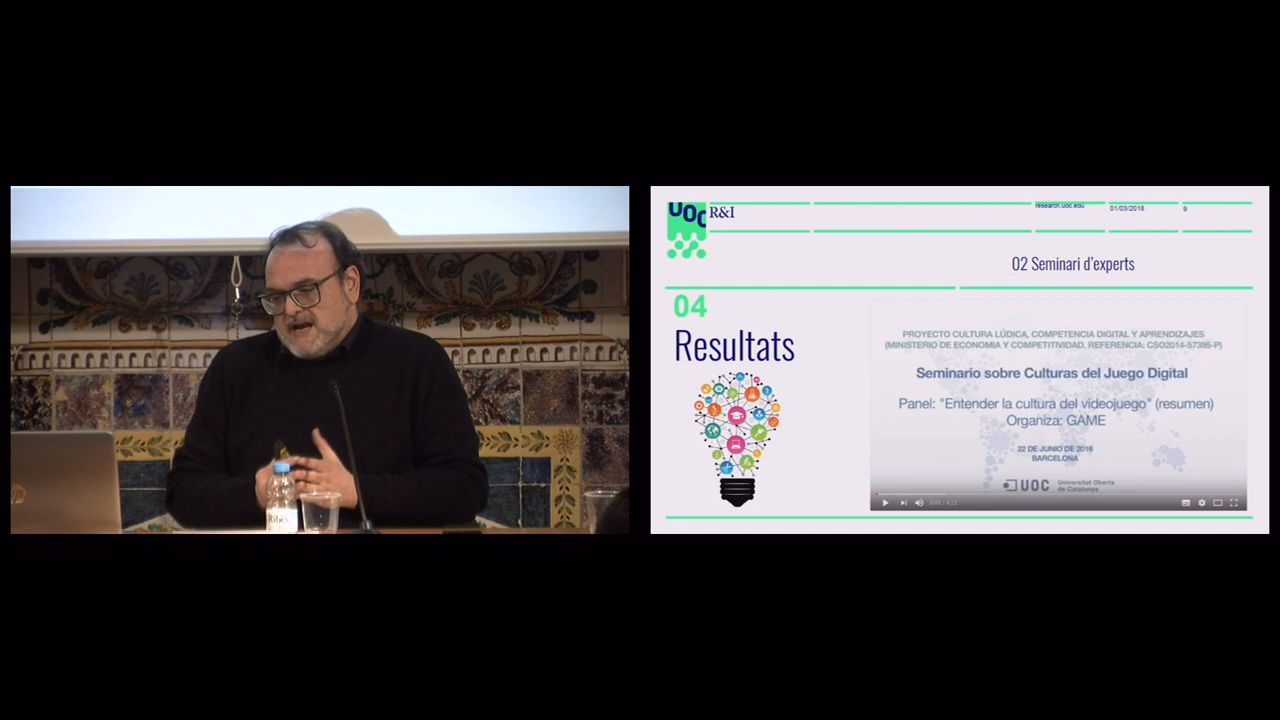 Ribes
UOC
R&I
research.uoc.edu
01/03/2018
9
02 Seminari d'experts
04
Resultats
PROYECTO CULTURA LÚDICA, COMPETENCIA DIGITAL Y APRENDIZAJES
(MINISTERIO DE ECONOMIA Y COMPETITIVIDAD. REFERENCIA: CSO2014-57395-P)
Seminario sobre Culturas del Juego Digital
Panel: "Entender la cultura del videojuego" (resumen)
Organiza: GAME
22 DE JUNIO DE 2016
BARCELONA
UOC
Universitat Oberta
de Catalunya